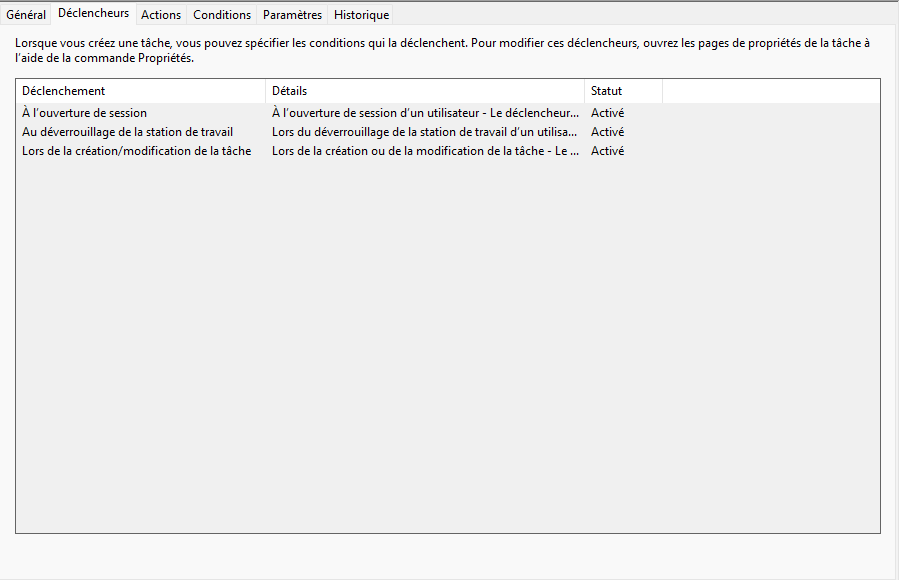 Général Déclencheurs Actions Conditions Paramètres Historique
Lorsque vous créez une tâche, vous pouvez spécifier les conditions qui la déclenchent. Pour modifier ces déclencheurs, ouvrez les pages de propriétés de la tâche à
l'aide de la commande Propriétés.
Déclenchement Détails Statut
À l'ouverture de session À l'ouverture de session d'un utilisateur - Le déclencheur... Activé
Au déverrouillage de la station de travail Lors du déverrouillage de la station de travail d'un utilisa... Activé
Lors de la création/modification de la tâche Lors de la création ou de la modification de la tâche - Le ... Activé